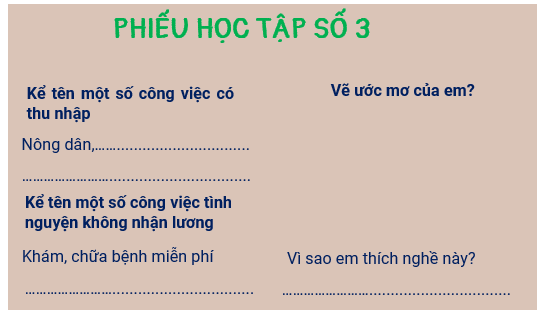 PHIẾU HỌC TẬP SỐ 3
Kể tên một số công việc có
thu nhập
Nông dân,……................................
……………………................................
Kể tên một số công việc tình
nguyện không nhận lương
Khám, chữa bệnh miễn phí
……………………................................
Vẽ ước mơ của em?
Vì sao em thích nghề này?
……………………................................